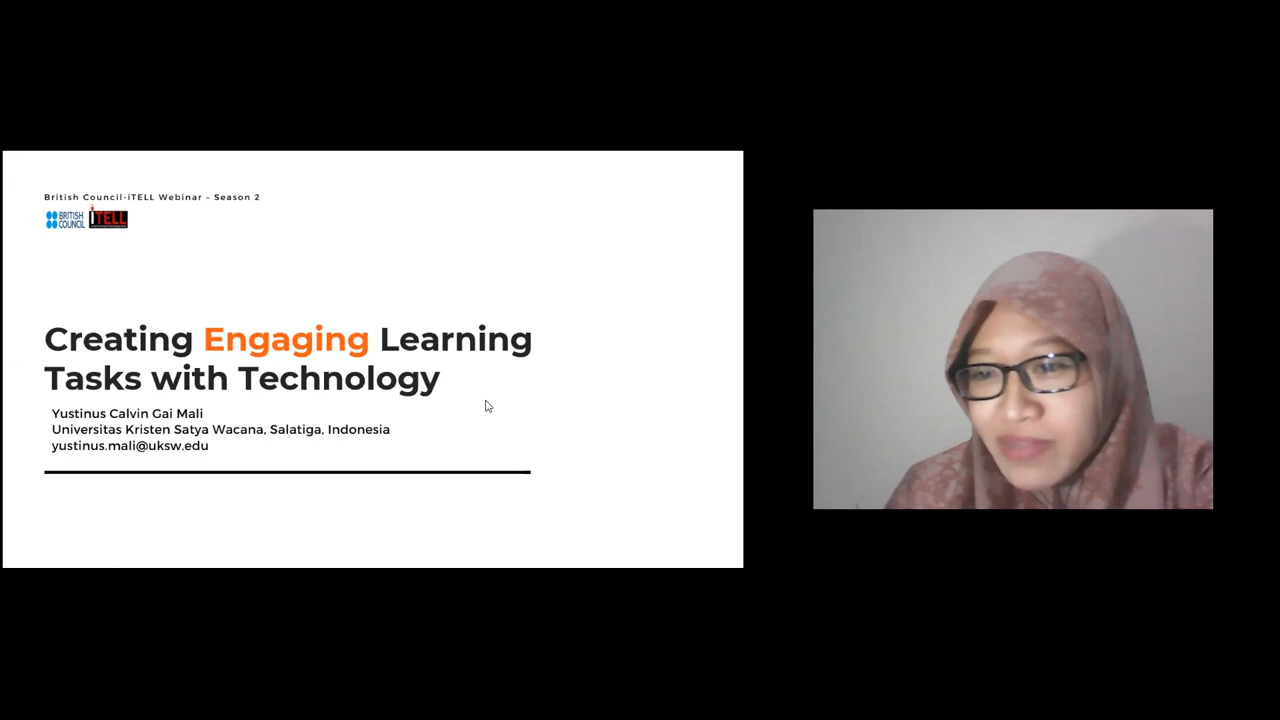 British Council-iTELL Webinar – Season 2
BRITISH COUNCIL
iTELL
Creating Engaging Learning
Tasks with Technology
Yustinus Calvin Gai Mali
Universitas Kristen Satya Wacana, Salatiga, Indonesia
yustinus.mali@uksw.edu